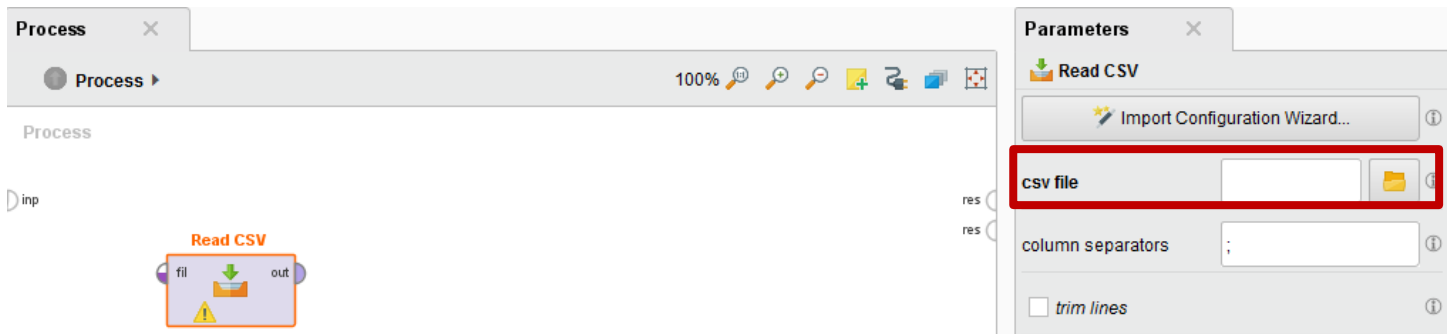 Process
Process
100%
Process
inp
res
res
Read CSV
fil
out
Parameters
Read CSV
Import Configuration Wizard...
csv file
column separators
;
trim lines